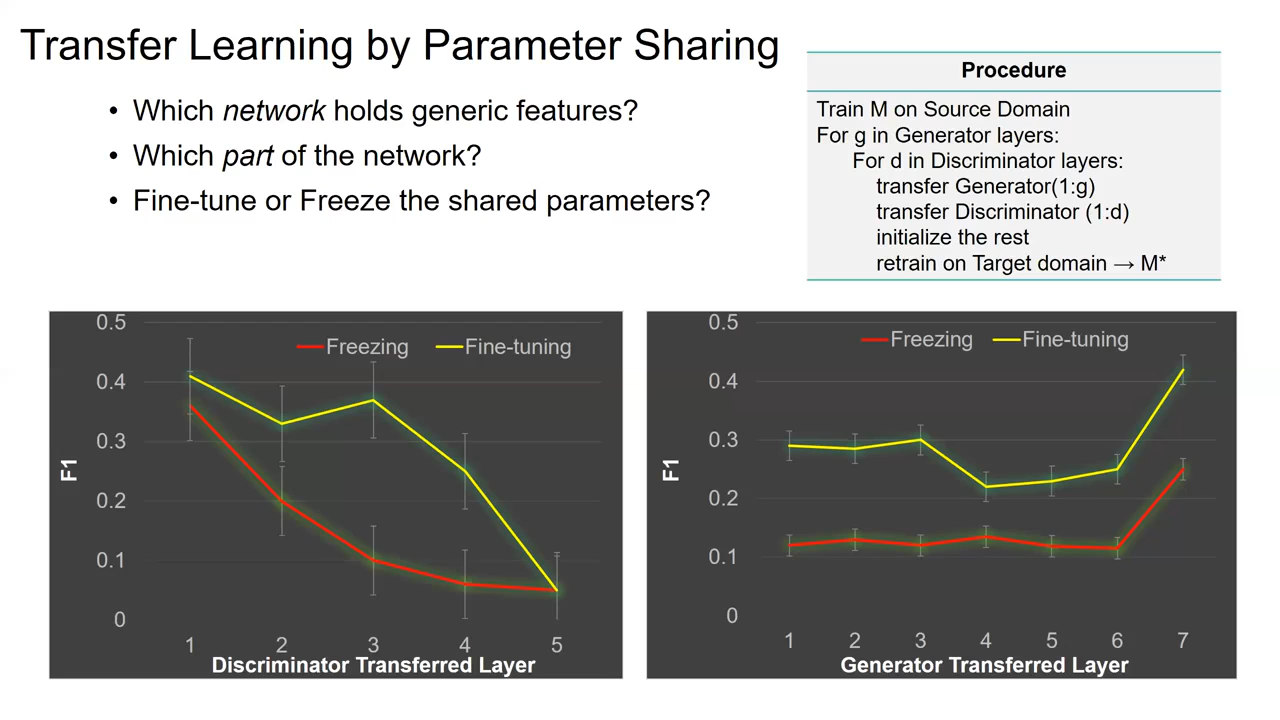 Transfer Learning by Parameter Sharing
• Which network holds generic features?
• Which part of the network?
• Fine-tune or Freeze the shared parameters?
Procedure
Train M on Source Domain
For g in Generator layers:
For d in Discriminator layers:
transfer Generator(1:g)
transfer Discriminator (1:d)
initialize the rest
retrain on Target domain → M*
0.5
Freezing
Fine-tuning
0.4
0.3
F1
0.2
0.1
0
1 2 3 4 5
Discriminator Transferred Layer
0.5
Freezing
Fine-tuning
0.4
0.3
F1
0.2
0.1
0
1 2 3 4 5 6 7
Generator Transferred Layer